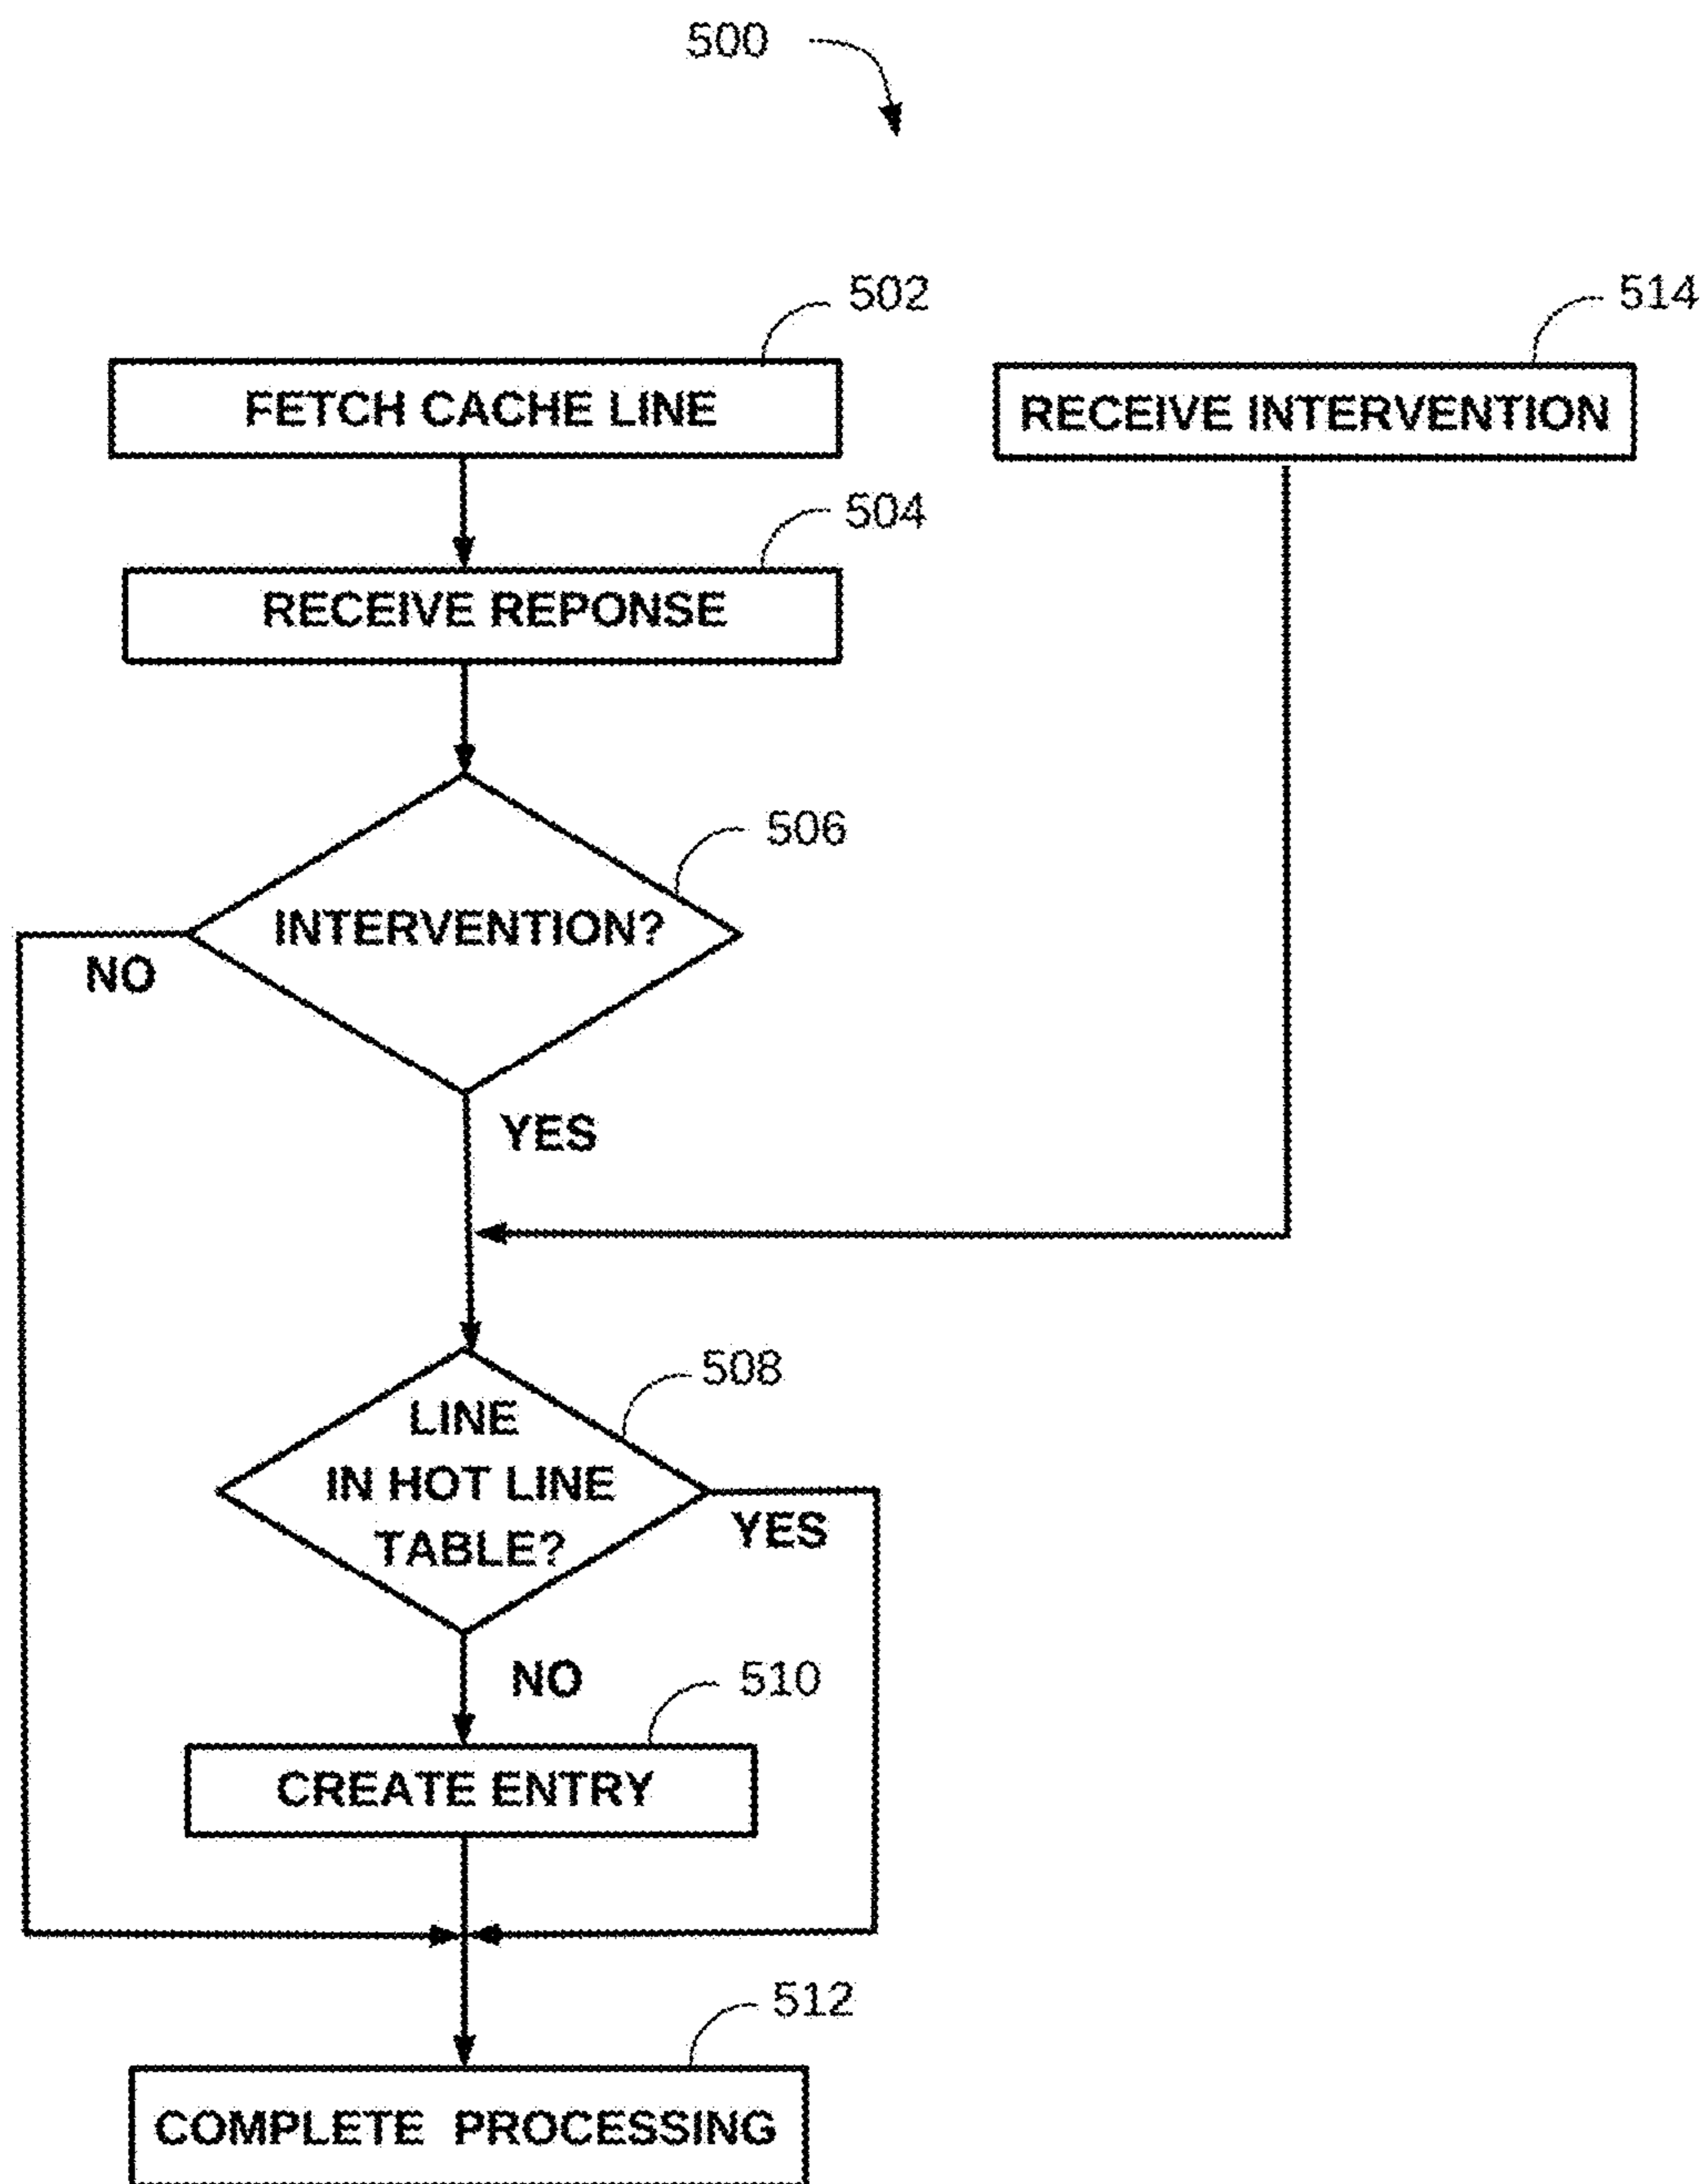 500
502
514
FETCH CACHE LINE
RECEIVE INTERVENTION
504
RECEIVE REPONSE
506
INTERVENTION?
NO
YES
508
LINE
IN HOT LINE
TABLE?
YES
NO
510
CREATE ENTRY
512
COMPLETE PROCESSING